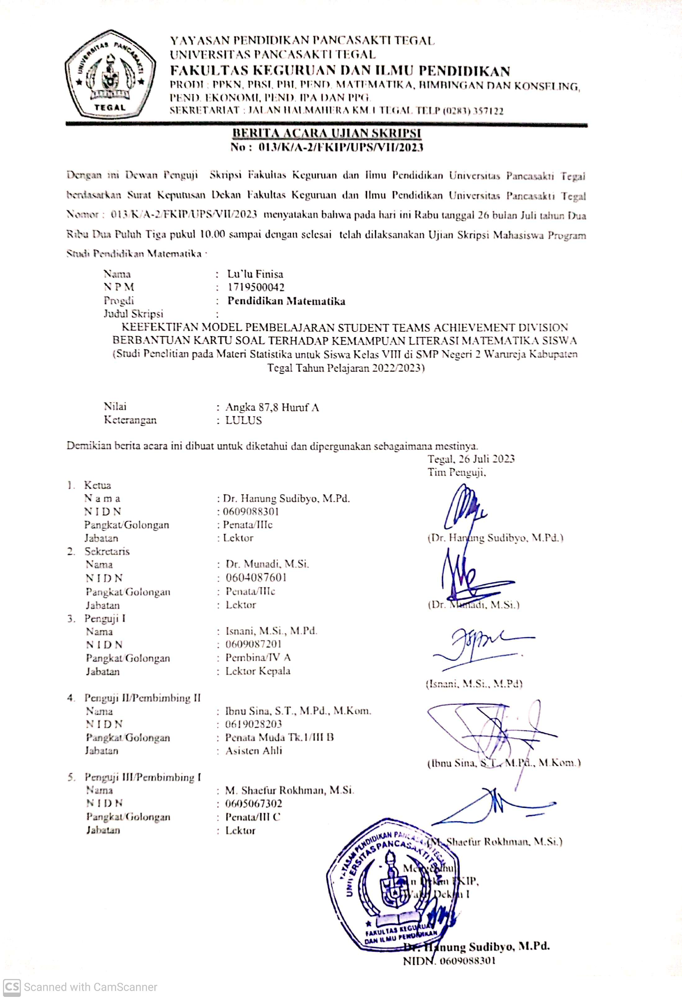 UNIVERSITAS PANCASAKTI
TEGAL
YAYASAN PENDIDIKAN PANCASAKTI TEGAL
UNIVERSITAS PANCASAKTI TEGAL
FAKULTAS KEGURUAN DAN ILMU PENDIDIKAN
PRODI : PPKN, PBSI, PBI, PEND. MATEMATIKA, BIMBINGAN DAN KONSELING,
PEND. EKONOMI, PEND. IPA DAN PPG.
SEKRETARIAT : JALAN HALMAHERA KM.1 TEGAL TELP (0283) 357122
BERITA ACARA UJIAN SKRIPSI
No : 013/K/A-2/FKIP/UPS/VII/2023
Dengan ini Dewan Penguji Skripsi Fakultas Keguruan dan Ilmu Pendidikan Universitas Pancasakti Tegal
berdasarkan Surat Keputusan Dekan Fakultas Keguruan dan Ilmu Pendidikan Universitas Pancasakti Tegal
Nomor : 013/K/A-2/FKIP/UPS/VII/2023 menyatakan bahwa pada hari ini Rabu tanggal 26 bulan Juli tahun Dua
Ribu Dua Puluh Tiga pukul 10.00 sampai dengan selesai telah dilaksanakan Ujian Skripsi Mahasiswa Program
Studi Pendidikan Matematika :
Nama : Lu'lu Finisa
N P M : 1719500042
Progdi : Pendidikan Matematika
Judul Skripsi :
KEEFEKTIFAN MODEL PEMBELAJARAN STUDENT TEAMS ACHIEVEMENT DIVISION
BERBANTUAN KARTU SOAL TERHADAP KEMAMPUAN LITERASI MATEMATIKA SISWA
(Studi Penelitian pada Materi Statistika untuk Siswa Kelas VIII di SMP Negeri 2 Warureja Kabupaten
Tegal Tahun Pelajaran 2022/2023)
Nilai : Angka 87,8 Huruf A
Keterangan : LULUS
Demikian berita acara ini dibuat untuk diketahui dan dipergunakan sebagaimana mestinya.
Tegal, 26 Juli 2023
Tim Penguji,
1. Ketua
N a m a : Dr. Hanung Sudibyo, M.Pd.
N I D N : 0609088301
Pangkat/Golongan : Penata/IIIc
Jabatan : Lektor (Dr. Hanung Sudibyo, M.Pd.)
2. Sekretaris
Nama : Dr. Munadi, M.Si.
N I D N : 0604087601
Pangkat/Golongan : Penata/IIIc
Jabatan : Lektor (Dr. Munadi, M.Si.)
3. Penguji I
Nama : Isnani, M.Si., M.Pd.
N I D N : 0609087201
Pangkat/Golongan : Pembina/IV A
Jabatan : Lektor Kepala
(Isnani, M.Si., M.Pd)
4. Penguji II/Pembimbing II
Nama : Ibnu Sina, S.T., M.Pd., M.Kom.
N I D N : 0619028203
Pangkat/Golongan : Penata Muda Tk.1/III B
Jabatan : Asisten Ahli
(Ibnu Sina, S.T., M.Pd., M.Kom.)
5. Penguji III/Pembimbing I
Nama : M. Shaefur Rokhman, M.Si.
N I D N : 0605067302
Pangkat/Golongan : Penata/III C
Jabatan : Lektor
(M. Shaefur Rokhman, M.Si.)
YAYASAN PENDIDIKAN PANCASAKTI TEGAL
UNIVERSITAS PANCASAKTI TEGAL
FAKULTAS KEGURUAN
DAN ILMU PENDIDIKAN
Mengetahui
An Dekan FKIP,
Wakil Dekan I
Dr. Hanung Sudibyo, M.Pd.
NIDN. 0609088301
CS Scanned with CamScanner